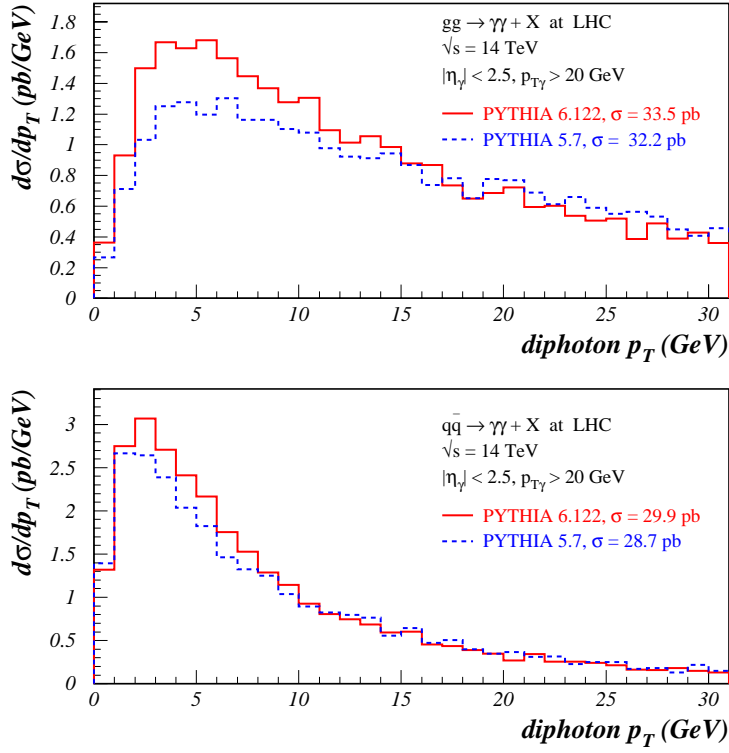 dσ/dp_T (pb/GeV)
1.8
1.6
1.4
1.2
1
0.8
0.6
0.4
0.2
0
gg → γγ + X at LHC
√s = 14 TeV
|η_γ| < 2.5, p_Tγ > 20 GeV
PYTHIA 6.122, σ = 33.5 pb
PYTHIA 5.7, σ = 32.2 pb
0 5 10 15 20 25 30
diphoton p_T (GeV)
dσ/dp_T (pb/GeV)
3
2.5
2
1.5
1
0.5
0
qq̄ → γγ + X at LHC
√s = 14 TeV
|η_γ| < 2.5, p_Tγ > 20 GeV
PYTHIA 6.122, σ = 29.9 pb
PYTHIA 5.7, σ = 28.7 pb
0 5 10 15 20 25 30
diphoton p_T (GeV)